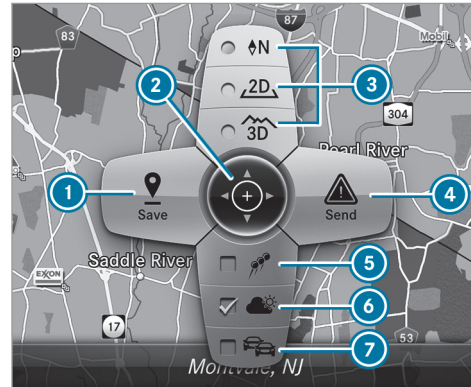 83
87
Mobil
N
2D
3D
304
Pearl River
1
2
3
4
5
6
7
Save
Send
Saddle River
EXXON
17
53
Montvale, NJ